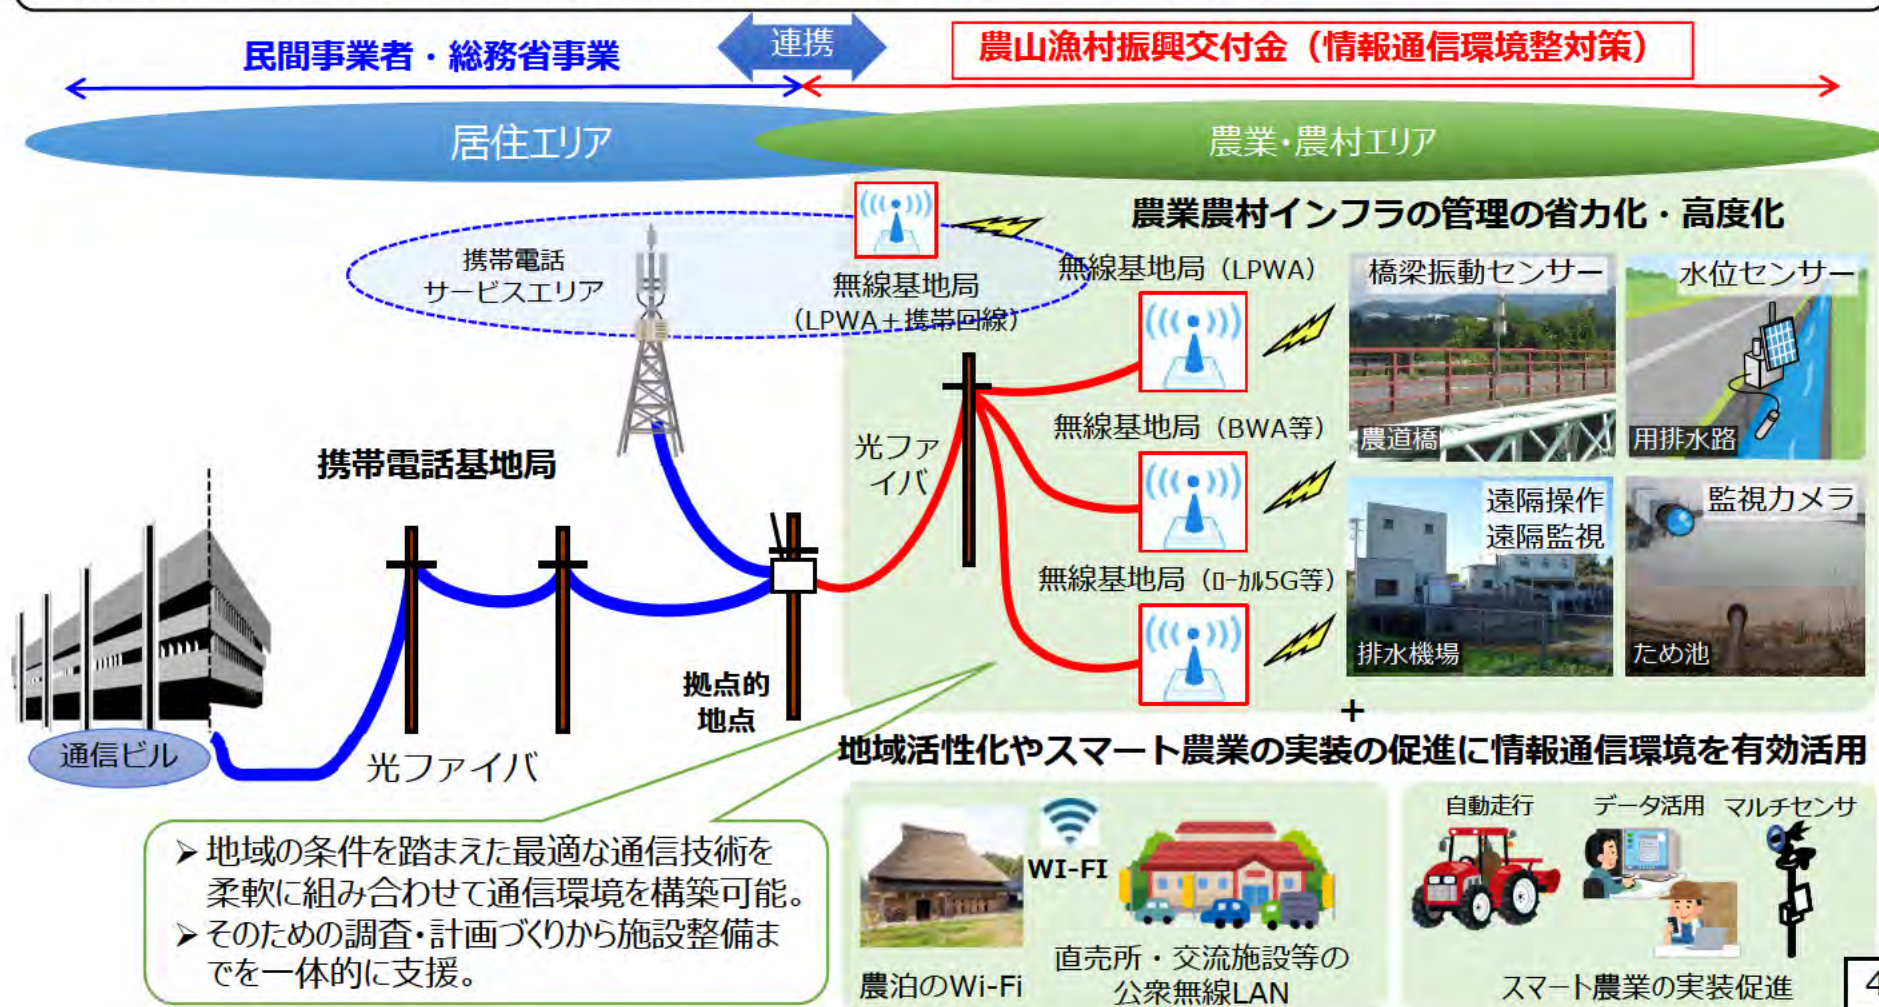 連携
民間事業者・総務省事業
農山漁村振興交付金（情報通信環境整対策）
居住エリア
農業・農村エリア
農業農村インフラの管理の省力化・高度化
携帯電話
サービスエリア
無線基地局
（LPWA＋携帯回線）
無線基地局（LPWA）
橋梁振動センサー
農道橋
水位センサー
用排水路
携帯電話基地局
光ファ
イバ
無線基地局（BWA等）
遠隔操作
遠隔監視
排水機場
監視カメラ
ため池
無線基地局（ﾛｰｶﾙ5G等）
拠点的
地点
通信ビル
光ファイバ
+
地域活性化やスマート農業の実装の促進に情報通信環境を有効活用
➢ 地域の条件を踏まえた最適な通信技術を
柔軟に組み合わせて通信環境を構築可能。
➢ そのための調査・計画づくりから施設整備ま
でを一体的に支援。
WI-FI
農泊のWi-Fi
直売所・交流施設等の
公衆無線LAN
自動走行
データ活用
マルチセンサ
スマート農業の実装促進
4